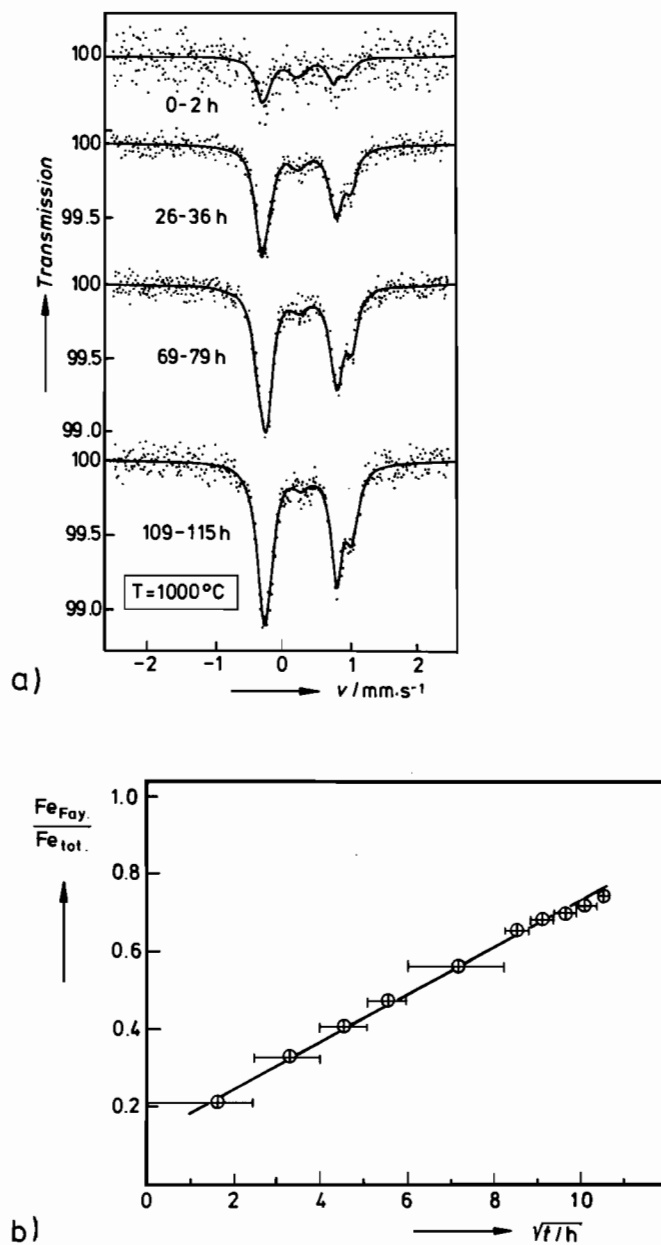 100
0-2 h
100
99.5
26-36 h
100
99.5
69-79 h
99.0
100
99.5
109-115 h
99.0
T = 1000 °C
Transmission
-2 -1 0 1 2
v / mm·s⁻¹
a)
Fe_Fay.
Fe_tot.
1.0
0.8
0.6
0.4
0.2
0 2 4 6 8 10
√t/h
b)